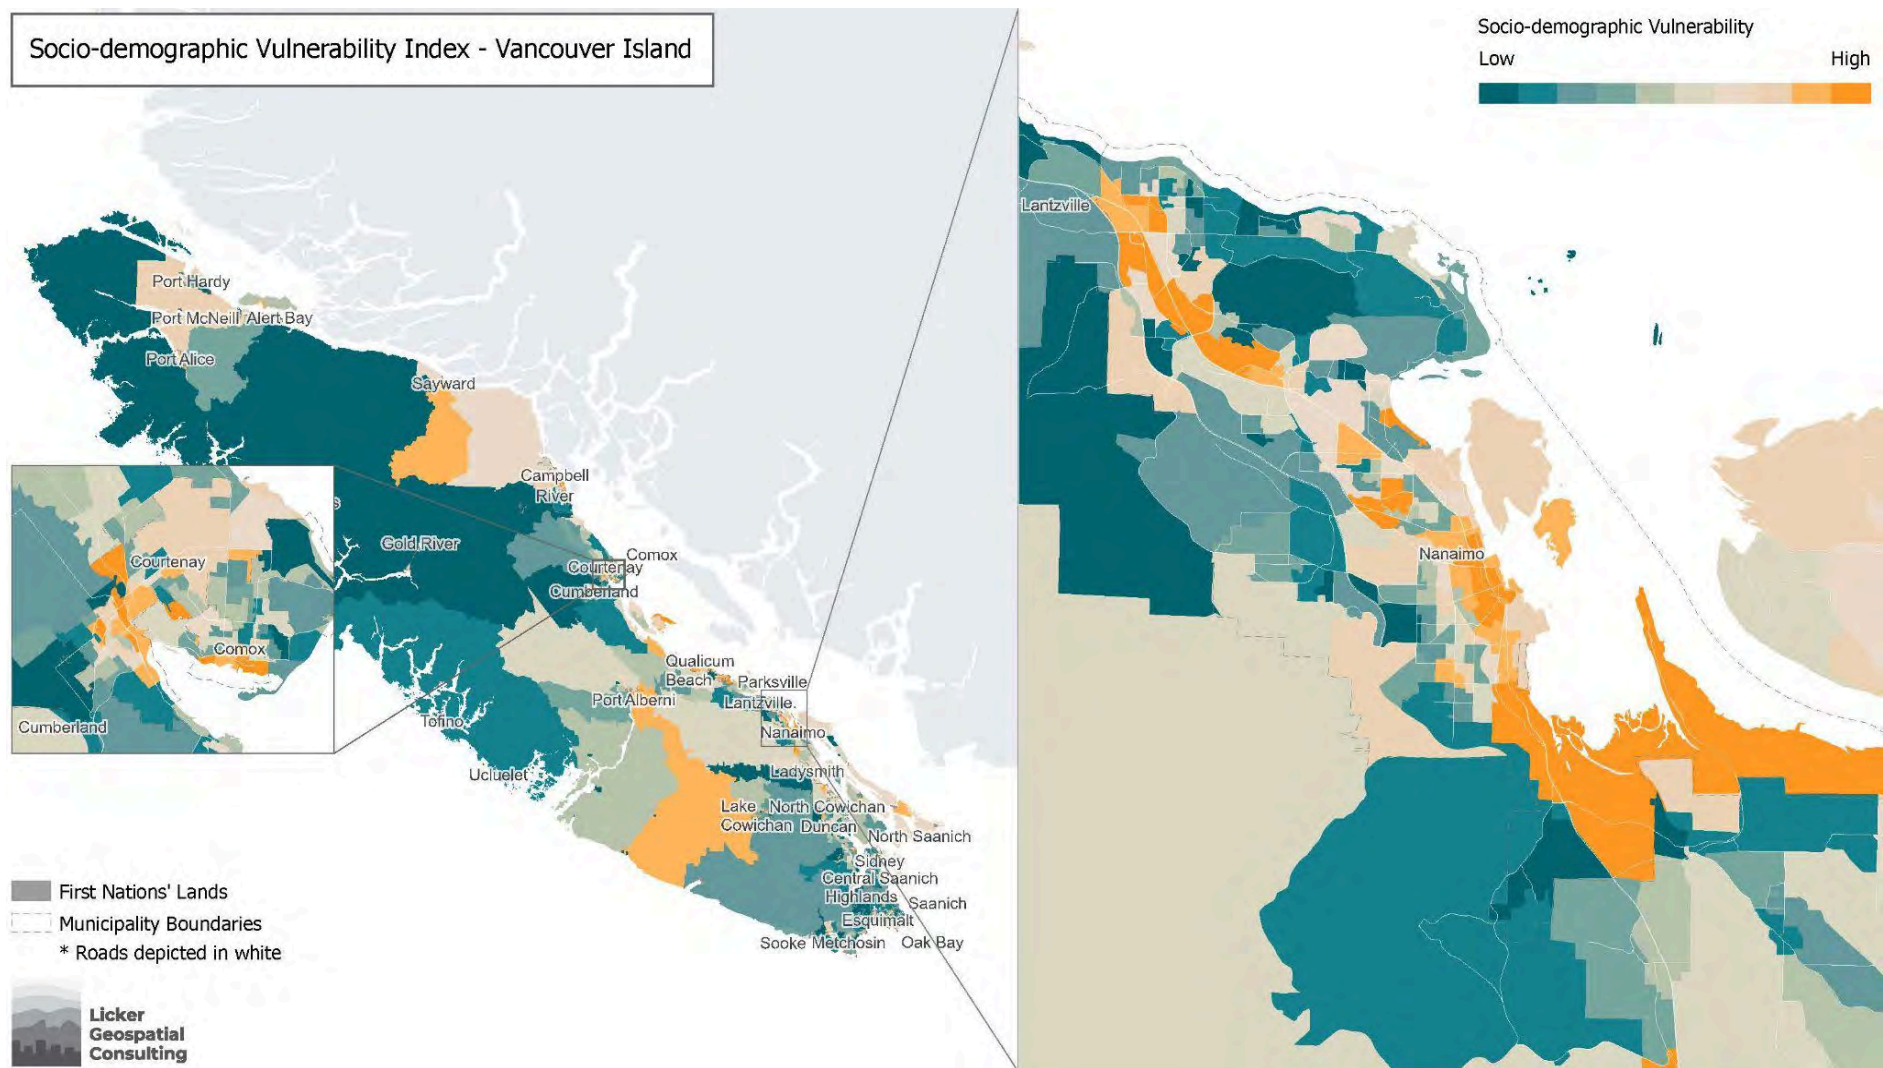 Socio-demographic Vulnerability Index - Vancouver Island
Socio-demographic Vulnerability
Low
High
Port Hardy
Port McNeill
Alert Bay
Port Alice
Sayward
Campbell
River
Gold River
Comox
Courtenay
Cumberland
Qualicum
Beach
Parksville
Port Alberni
Lantzville
Tofino
Nanaimo
Ucluelet
Ladysmith
Lake
Cowichan
North Cowichan
Duncan
North Saanich
Sidney
Central Saanich
Highlands
Saanich
Esquimalt
Sooke
Metchosin
Oak Bay
Courtenay
Comox
Cumberland
Lantzville
Nanaimo
First Nations' Lands
Municipality Boundaries
* Roads depicted in white
Licker
Geospatial
Consulting